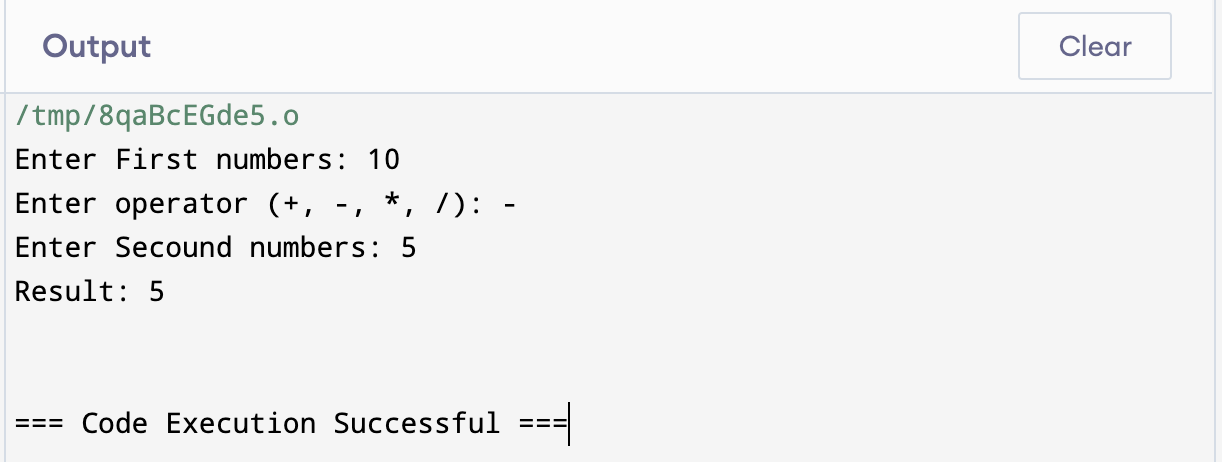 Output
Clear
/tmp/8qaBcEGde5.o
Enter First numbers: 10
Enter operator (+, -, *, /): -
Enter Secound numbers: 5
Result: 5
=== Code Execution Successful ===